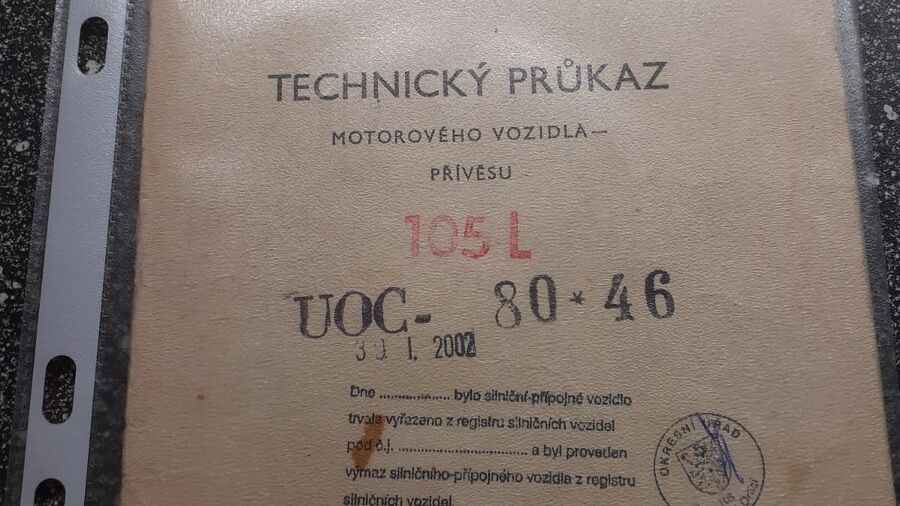 TECHNICKÝ PRŮKAZ
MOTOROVÉHO VOZIDLA—
PŘÍVĚSU
105 L
UOC- 80*46
30 I. 2002
Dne .................. bylo silniční-přípojné vozidlo
trvale vyřazeno z registru silničních vozidel
pod č.j. ................................. a byl proveden
výmaz silničního-přípojného vozidla z registru
silničních vozidel
OKRESNÍ ÚŘAD